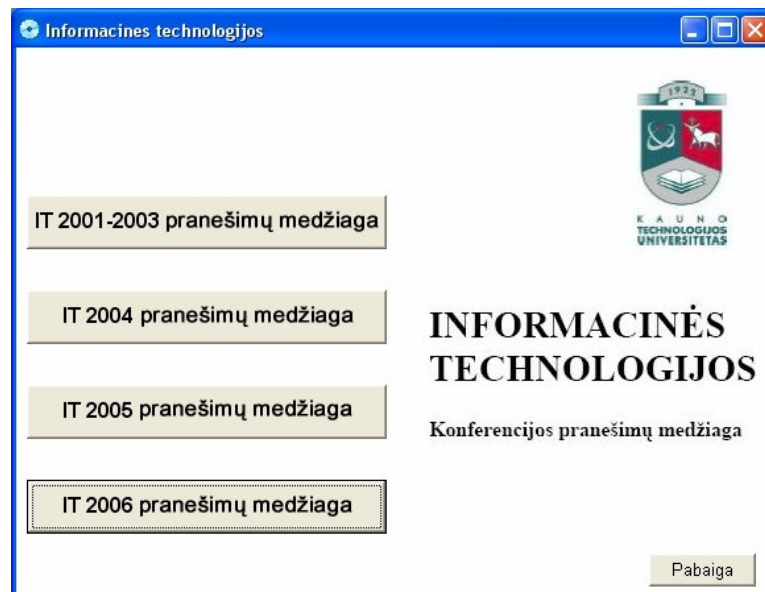 Informacines technologijos
1922
KAUNO
TECHNOLOGIJOS
UNIVERSITETAS
IT 2001-2003 pranešimų medžiaga
IT 2004 pranešimų medžiaga
IT 2005 pranešimų medžiaga
IT 2006 pranešimų medžiaga
INFORMACINĖS
TECHNOLOGIJOS
Konferencijos pranešimų medžiaga
Pabaiga